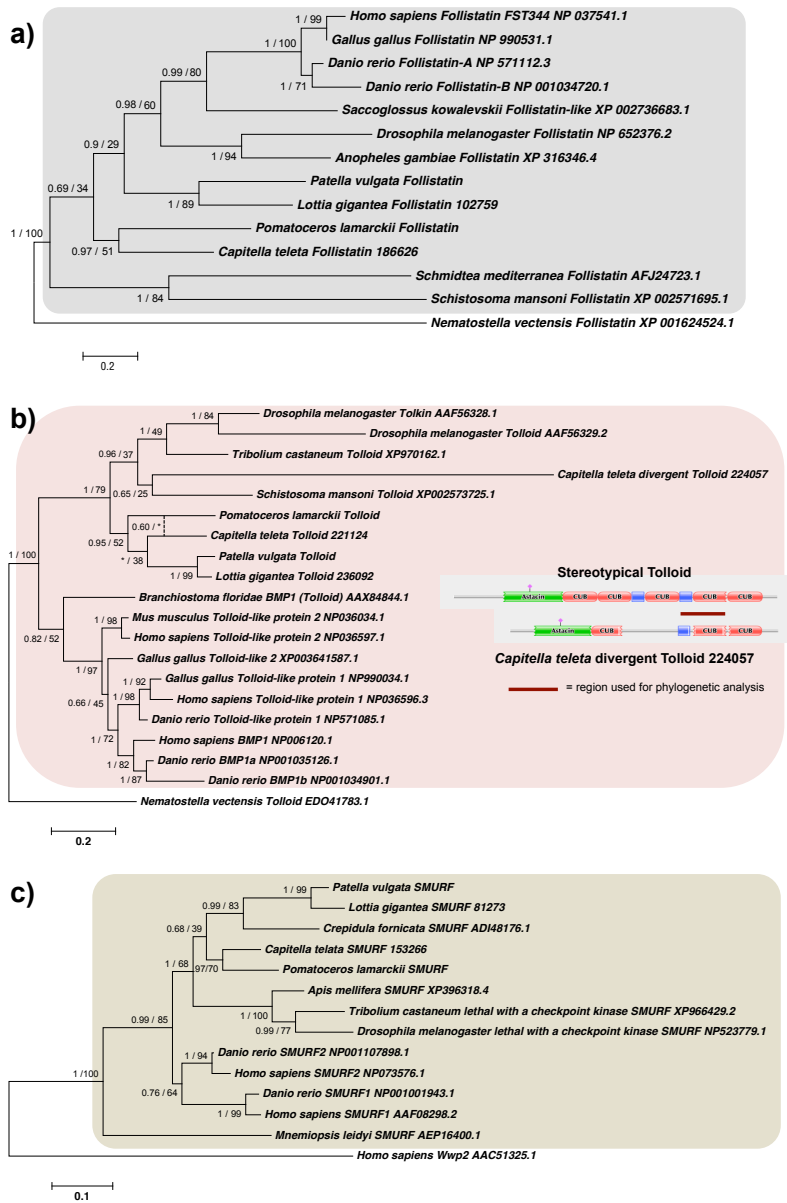 a)
1 / 99
Homo sapiens Follistatin FST344 NP 037541.1
Gallus gallus Follistatin NP 990531.1
1 / 100
Danio rerio Follistatin-A NP 571112.3
0.99 / 80
1 / 71
Danio rerio Follistatin-B NP 001034720.1
0.98 / 60
Saccoglossus kowalevskii Follistatin-like XP 002736683.1
Drosophila melanogaster Follistatin NP 652376.2
0.9 / 29
1 / 94
Anopheles gambiae Follistatin XP 316346.4
Patella vulgata Follistatin
0.69 / 34
1 / 89
Lottia gigantea Follistatin 102759
Pomatoceros lamarckii Follistatin
1 / 100
0.97 / 51
Capitella teleta Follistatin 186626
Schmidtea mediterranea Follistatin AFJ24723.1
1 / 84
Schistosoma mansoni Follistatin XP 002571695.1
Nematostella vectensis Follistatin XP 001624524.1
0.2
b)
1 / 84
Drosophila melanogaster Tolkin AAF56328.1
1 / 49
Drosophila melanogaster Tolloid AAF56329.2
0.96 / 37
Tribolium castaneum Tolloid XP970162.1
Capitella teleta divergent Tolloid 224057
1 / 79
0.65 / 25
Schistosoma mansoni Tolloid XP002573725.1
Pomatoceros lamarckii Tolloid
0.60 / *
Capitella teleta Tolloid 221124
0.95 / 52
Patella vulgata Tolloid
* / 38
1 / 99
Lottia gigantea Tolloid 236092
1 / 100
Branchiostoma floridae BMP1 (Tolloid) AAX84844.1
1 / 98
Mus musculus Tolloid-like protein 2 NP036034.1
0.82 / 52
Homo sapiens Tolloid-like protein 2 NP036597.1
1 / 97
Gallus gallus Tolloid-like 2 XP003641587.1
1 / 92
Gallus gallus Tolloid-like protein 1 NP990034.1
0.66 / 45
1 / 98
Homo sapiens Tolloid-like protein 1 NP036596.3
Danio rerio Tolloid-like protein 1 NP571085.1
1 / 72
Homo sapiens BMP1 NP006120.1
1 / 82
Danio rerio BMP1a NP001035126.1
1 / 87
Danio rerio BMP1b NP001034901.1
Nematostella vectensis Tolloid EDO41783.1
0.2
Stereotypical Tolloid
Astacin CUB CUB CUB CUB CUB
Astacin CUB CUB CUB
Capitella teleta divergent Tolloid 224057
= region used for phylogenetic analysis
c)
1 / 99
Patella vulgata SMURF
0.99 / 83
Lottia gigantea SMURF 81273
0.68 / 39
Crepidula fornicata SMURF ADI48176.1
Capitella telata SMURF 153266
1 / 68
.97/70
Pomatoceros lamarckii SMURF
Apis mellifera SMURF XP396318.4
1 / 100
Tribolium castaneum lethal with a checkpoint kinase SMURF XP966429.2
0.99 / 85
0.99 / 77
Drosophila melanogaster lethal with a checkpoint kinase SMURF NP523779.1
1 / 94
Danio rerio SMURF2 NP001107898.1
Homo sapiens SMURF2 NP073576.1
1 /100
0.76 / 64
Danio rerio SMURF1 NP001001943.1
1 / 99
Homo sapiens SMURF1 AAF08298.2
Mnemiopsis leidyi SMURF AEP16400.1
Homo sapiens Wwp2 AAC51325.1
0.1